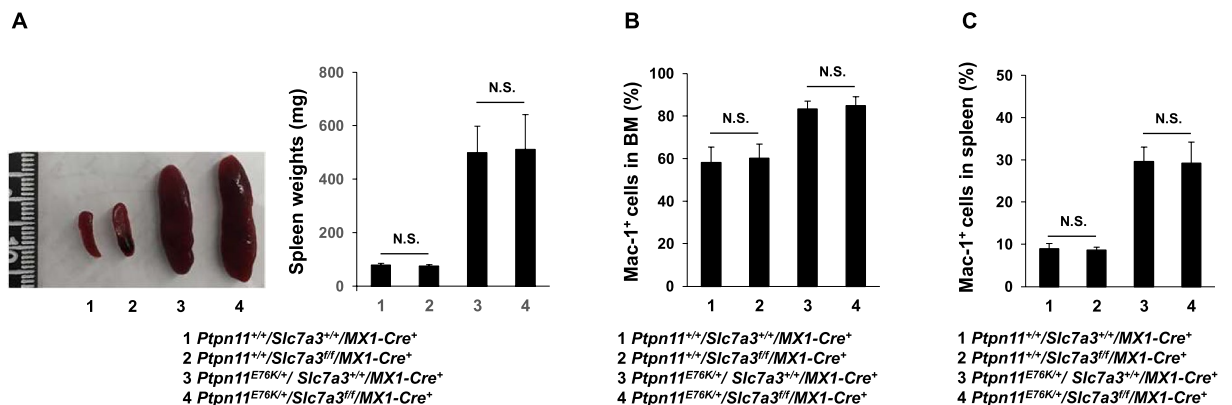 A
B
C
Spleen weights (mg)
800
600
400
200
0
N.S.
N.S.
1 2 3 4
1 2 3 4
Mac-1⁺ cells in BM (%)
100
80
60
40
20
0
N.S.
N.S.
1 2 3 4
Mac-1⁺ cells in spleen (%)
50
40
30
20
10
0
N.S.
N.S.
1 2 3 4
1 Ptpn11⁺/⁺/Slc7a3⁺/⁺/MX1-Cre⁺
2 Ptpn11⁺/⁺/Slc7a3ᶠ/ᶠ/MX1-Cre⁺
3 Ptpn11ᴱ⁷⁶ᴷ/⁺/ Slc7a3⁺/⁺/MX1-Cre⁺
4 Ptpn11ᴱ⁷⁶ᴷ/⁺/Slc7a3ᶠ/ᶠ/MX1-Cre⁺
1 Ptpn11⁺/⁺/Slc7a3⁺/⁺/MX1-Cre⁺
2 Ptpn11⁺/⁺/Slc7a3ᶠ/ᶠ/MX1-Cre⁺
3 Ptpn11ᴱ⁷⁶ᴷ/⁺/ Slc7a3⁺/⁺/MX1-Cre⁺
4 Ptpn11ᴱ⁷⁶ᴷ/⁺/Slc7a3ᶠ/ᶠ/MX1-Cre⁺
1 Ptpn11⁺/⁺/Slc7a3⁺/⁺/MX1-Cre⁺
2 Ptpn11⁺/⁺/Slc7a3ᶠ/ᶠ/MX1-Cre⁺
3 Ptpn11ᴱ⁷⁶ᴷ/⁺/ Slc7a3⁺/⁺/MX1-Cre⁺
4 Ptpn11ᴱ⁷⁶ᴷ/⁺/Slc7a3ᶠ/ᶠ/MX1-Cre⁺